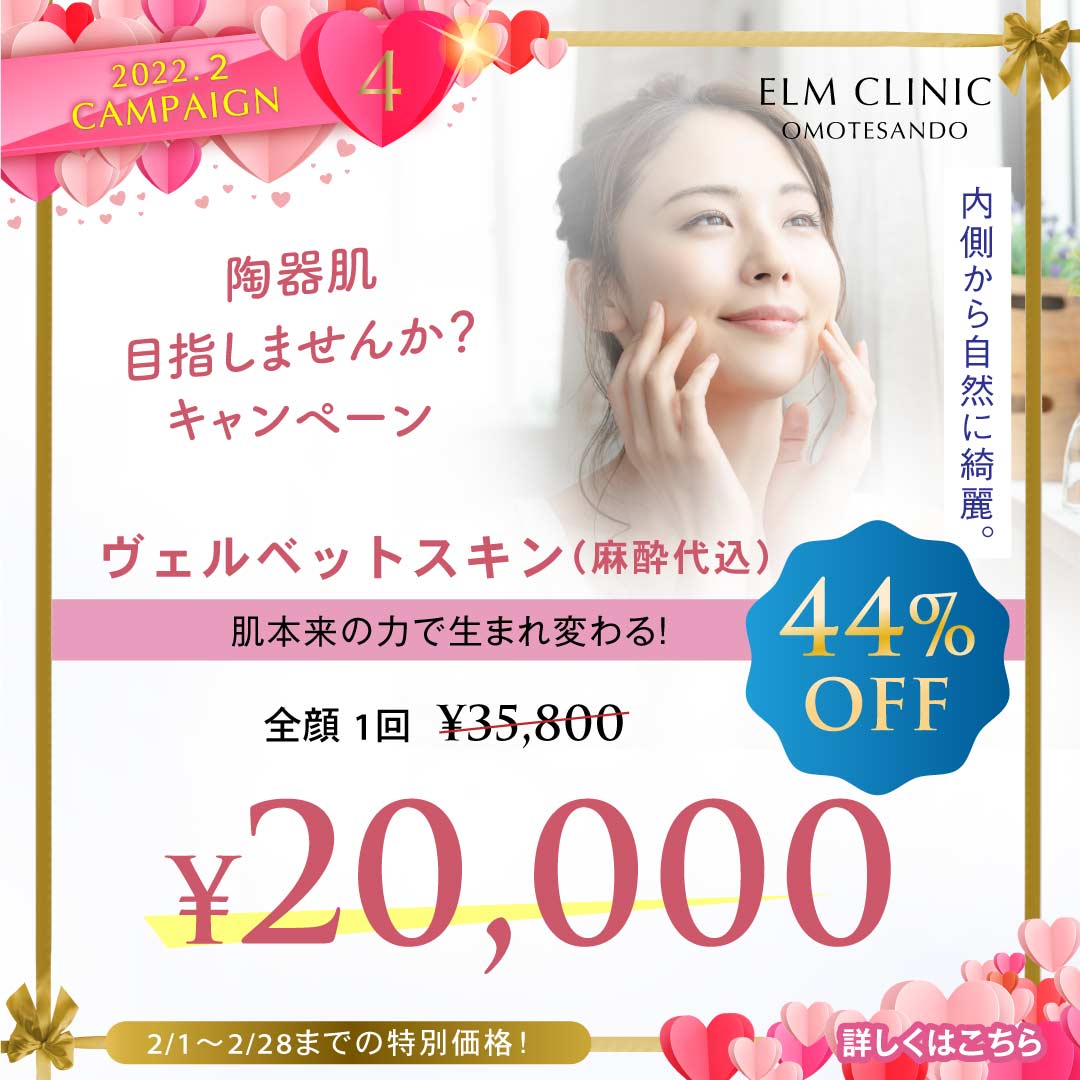 2022.2
CAMPAIGN
4
ELM CLINIC
OMOTESANDO
内側から自然に綺麗。
陶器肌
目指しませんか?
キャンペーン
ヴェルベットスキン(麻酔代込)
肌本来の力で生まれ変わる!
44%
OFF
全顔 1回 ¥35,800
¥20,000
2/1〜2/28までの特別価格!
詳しくはこちら